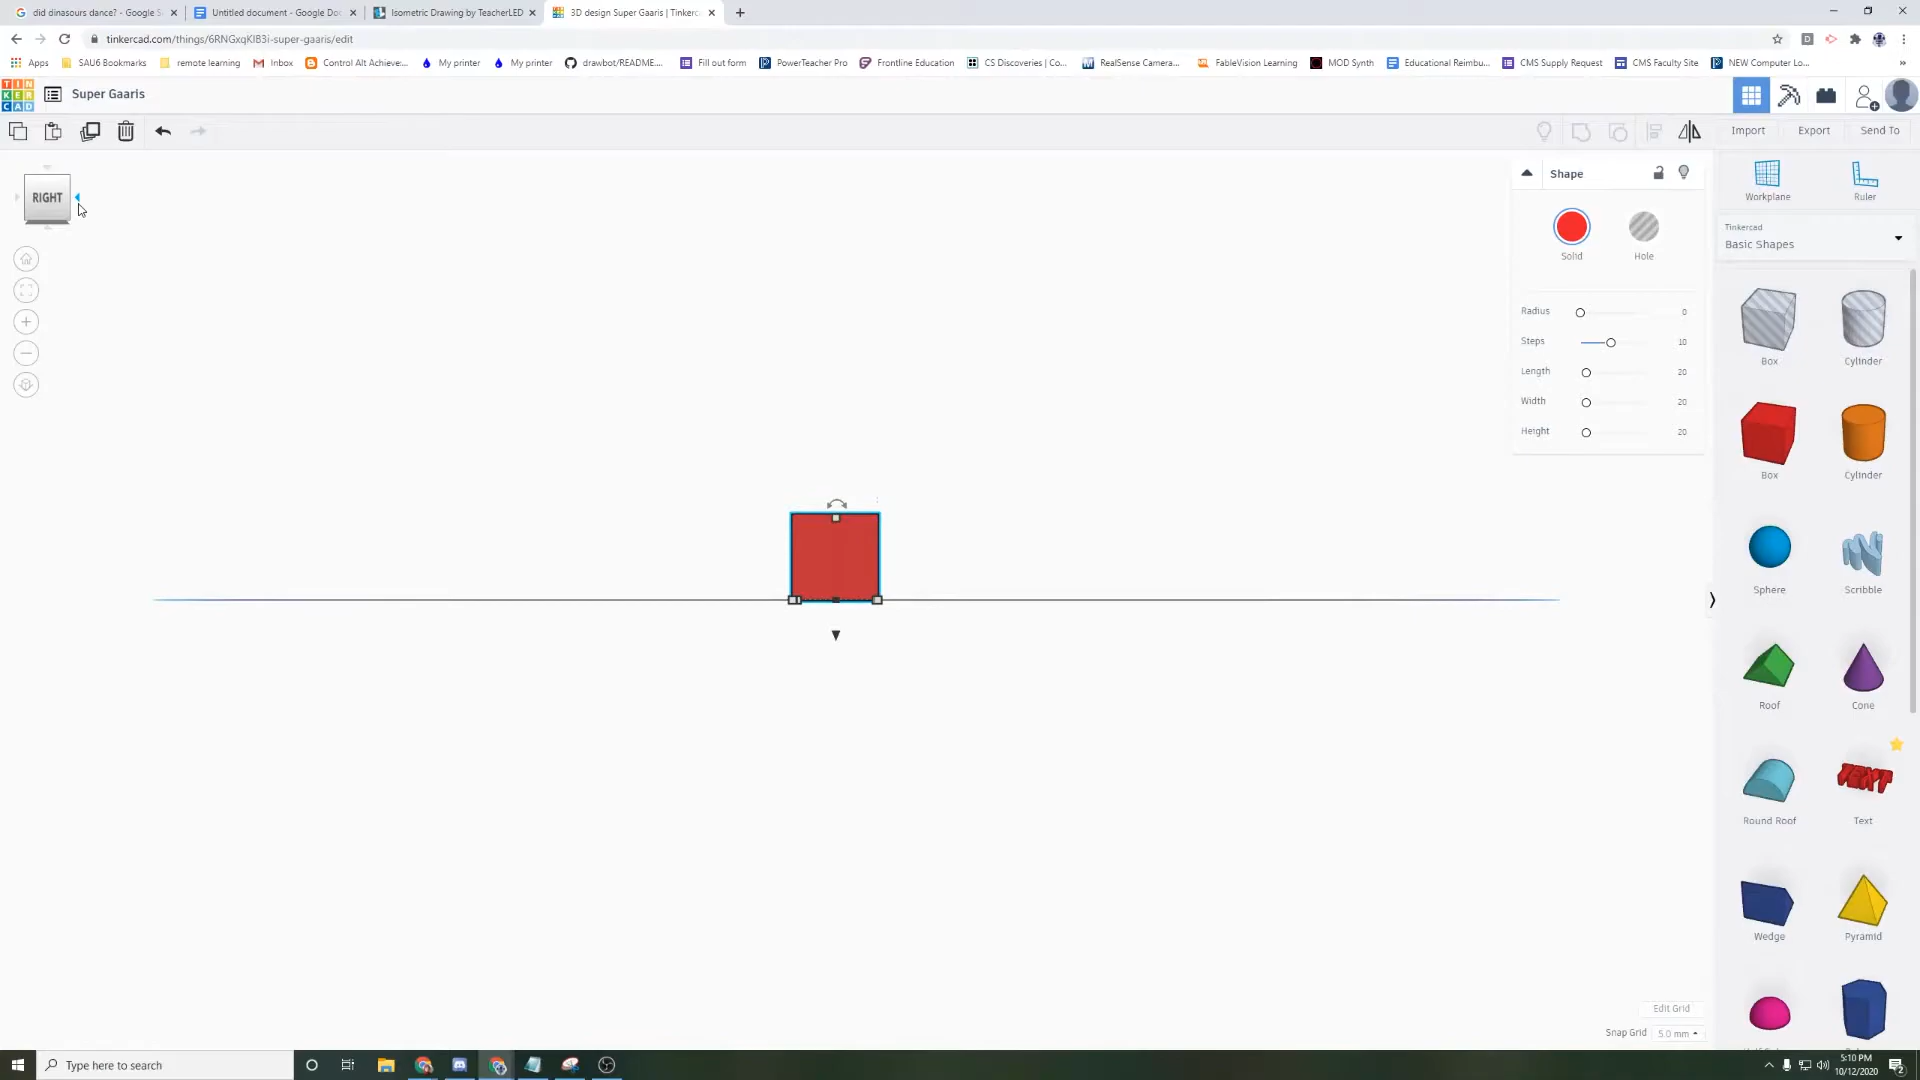 did dinasours dance? - Google S
Untitled document - Google Doc
Isometric Drawing by TeacherLED
3D design Super Gaaris | Tinkerc
tinkercad.com/things/6RNGxqKIB3i-super-gaaris/edit
Apps
SAU6 Bookmarks
remote learning
Inbox
Control Alt Achieve:...
My printer
My printer
drawbot/README....
Fill out form
PowerTeacher Pro
Frontline Education
CS Discoveries | Co...
RealSense Camera...
FableVision Learning
MOD Synth
Educational Reimbu...
CMS Supply Request
CMS Faculty Site
NEW Computer Lo...
TIN
KER
CAD
Super Gaaris
Import
Export
Send To
RIGHT
Shape
Solid
Hole
Radius 0
Steps 10
Length 20
Width 20
Height 20
Workplane
Ruler
Tinkercad
Basic Shapes
Box
Cylinder
Box
Cylinder
Sphere
Scribble
Roof
Cone
TEXT
Round Roof
Text
Wedge
Pyramid
Edit Grid
Snap Grid 5.0 mm
Type here to search
5:10 PM
10/12/2020
2